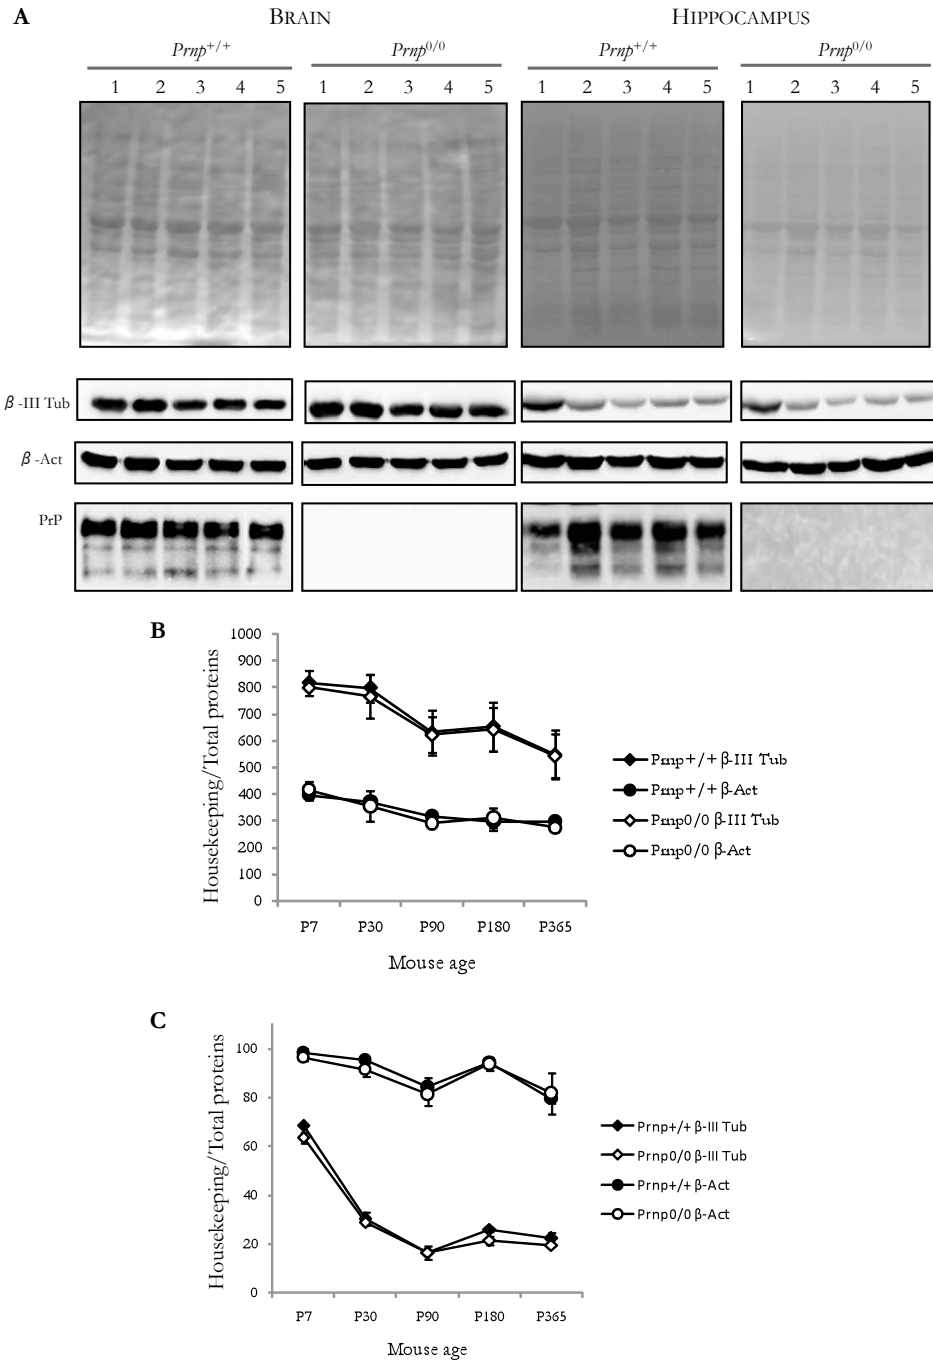 A BRAIN HIPPOCAMPUS
Prnp+/+ Prnp0/0 Prnp+/+ Prnp0/0
1 2 3 4 5 1 2 3 4 5 1 2 3 4 5 1 2 3 4 5
β-III Tub
β-Act
PrP
B
1000
900
800
700
600
500
400
300
200
100
0
Housekeeping/Total proteins
P7 P30 P90 P180 P365
Mouse age
Prnp+/+ β-III Tub
Prnp+/+ β-Act
Prnp0/0 β-III Tub
Prnp0/0 β-Act
C
100
80
60
40
20
0
Housekeeping/Total proteins
P7 P30 P90 P180 P365
Mouse age
Prnp+/+ β-III Tub
Prnp0/0 β-III Tub
Prnp+/+ β-Act
Prnp0/0 β-Act